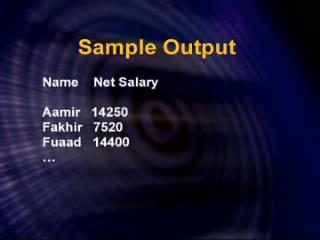 Sample Output
Name Net Salary
Aamir 14250
Fakhir 7520
Fuaad 14400
...